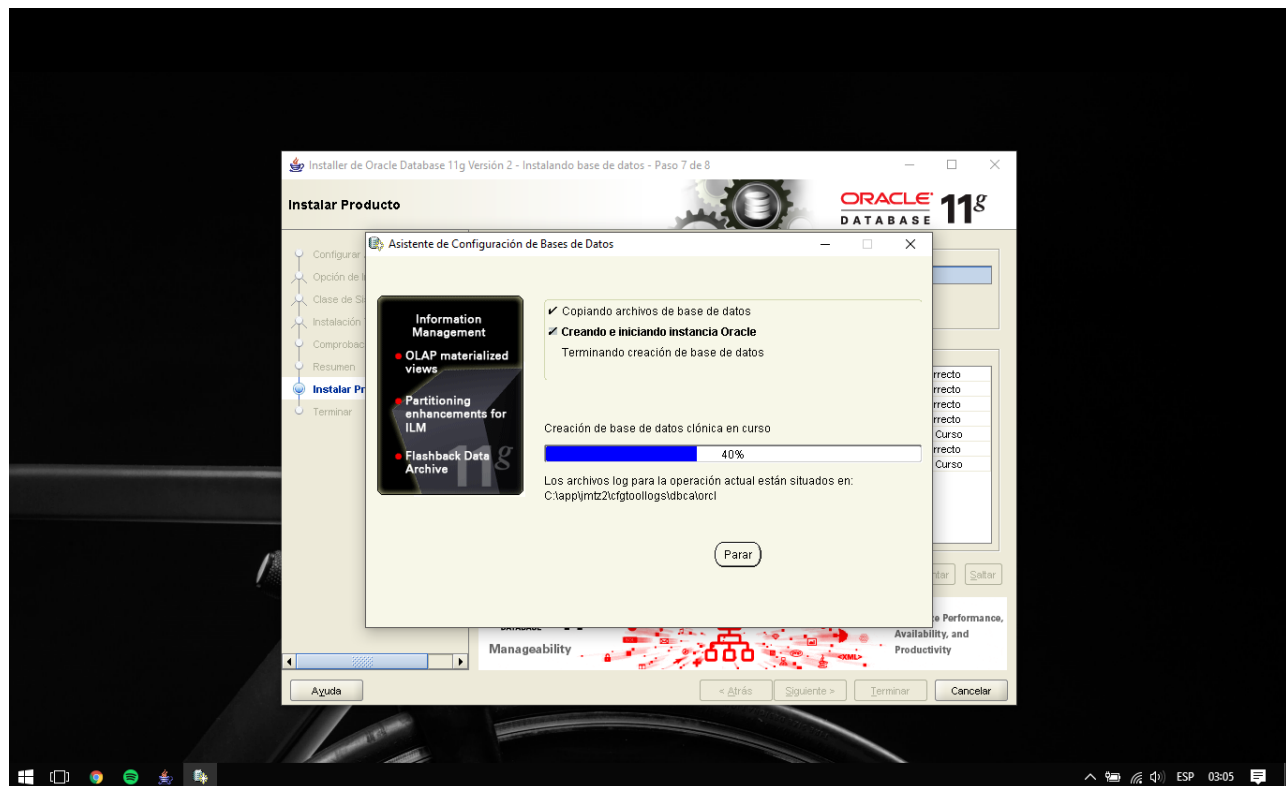 Installer de Oracle Database 11g Versión 2 - Instalando base de datos - Paso 7 de 8
Instalar Producto
ORACLE
DATABASE
11g
Configurar
Opción de
Clase de
Instalación
Resumen
Instalar
Terminar
Asistente de Configuración de Bases de Datos
Information
Management
OLAP materialized
views
Partitioning
enhancements for
ILM
Flashback Data
Archive
11g
Copiando archivos de base de datos
Creando e iniciando instancia Oracle
Terminando creación de base de datos
Creación de base de datos clónica en curso
40%
Los archivos log para la operación actual están situados en:
C:\app\jmtz2\cfgtoollogs\dbca\orcl
Parar
rrecto
rrecto
rrecto
rrecto
Curso
rrecto
Curso
Saltar
Manageability
<XML>
Performance,
Availability, and
Productivity
Ayuda
< Atrás
Siguiente >
Terminar
Cancelar
ESP
03:05